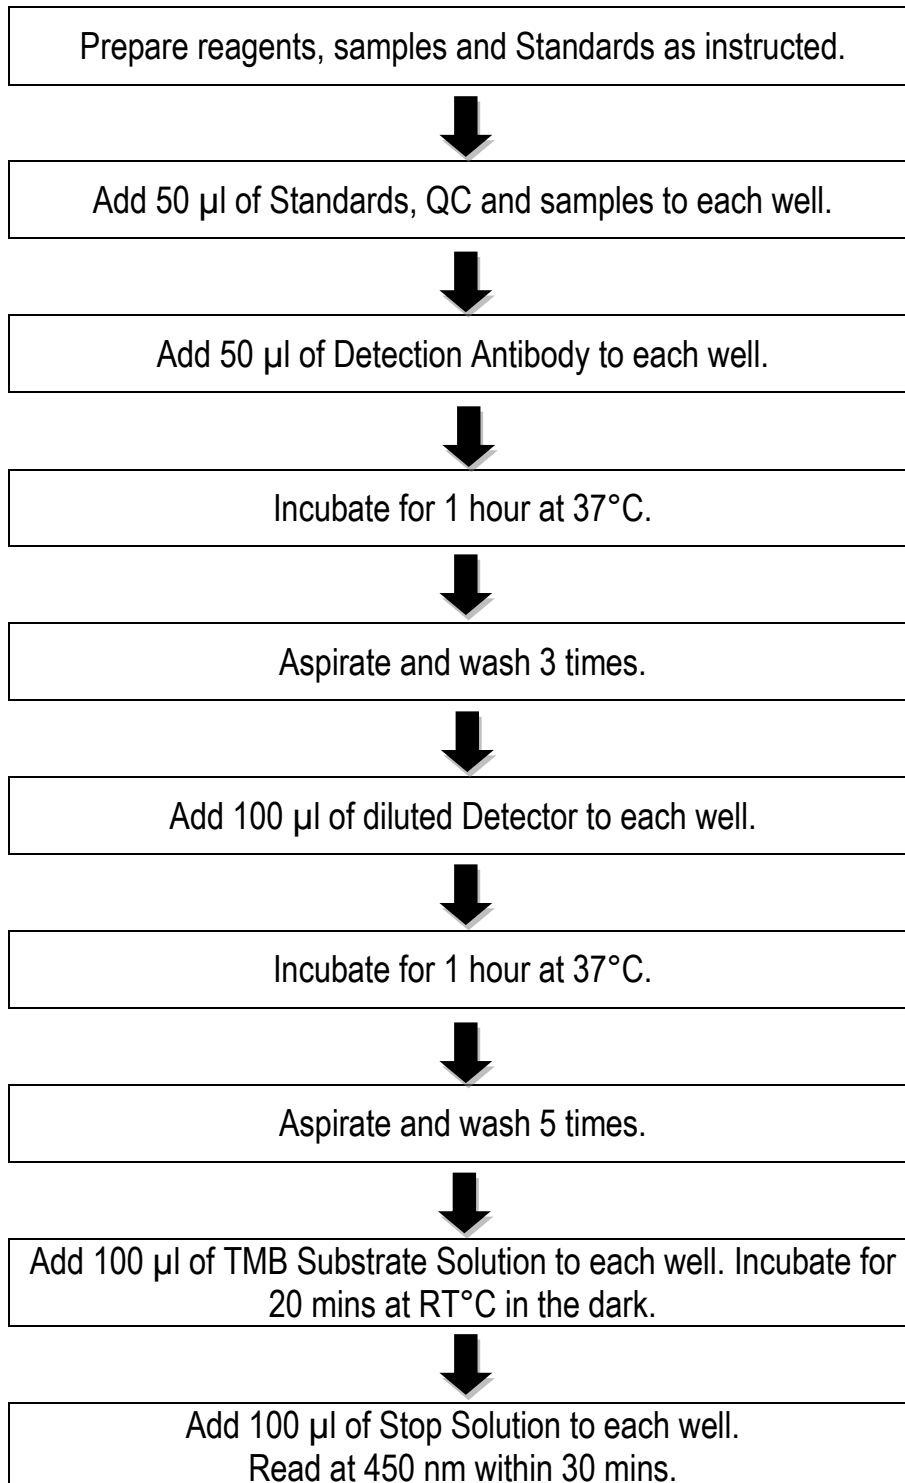 Prepare reagents, samples and Standards as instructed.
Add 50 µl of Standards, QC and samples to each well.
Add 50 µl of Detection Antibody to each well.
Incubate for 1 hour at 37°C.
Aspirate and wash 3 times.
Add 100 µl of diluted Detector to each well.
Incubate for 1 hour at 37°C.
Aspirate and wash 5 times.
Add 100 µl of TMB Substrate Solution to each well. Incubate for
20 mins at RT°C in the dark.
Add 100 µl of Stop Solution to each well.
Read at 450 nm within 30 mins.